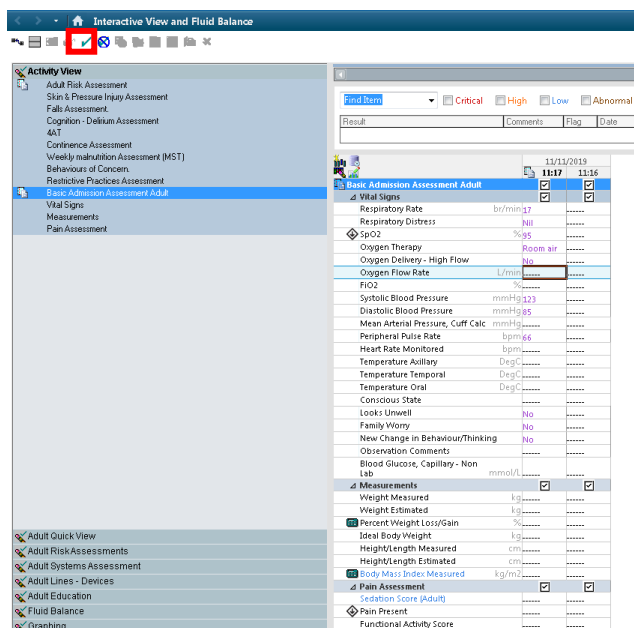 Interactive View and Fluid Balance
Activity View
Adult Risk Assessment
Skin & Pressure Injury Assessment
Falls Assessment.
Cognition - Delirium Assessment
4AT
Continence Assessment
Weekly malnutrition Assessment (MST)
Behaviours of Concern.
Restrictive Practices Assessment
Basic Admission Assessment Adult
Vital Signs
Measurements
Pain Assessment
Adult Quick View
Adult Risk Assessments
Adult Systems Assessment
Adult Lines - Devices
Adult Education
Fluid Balance
Graphing
Find Item Critical High Low Abnormal
Result Comments Flag Date
11/11/2019
11:17 11:16
Basic Admission Assessment Adult
Vital Signs
Respiratory Rate br/min 17 ------
Respiratory Distress Nil ------
SpO2 % 95 ------
Oxygen Therapy Room air ------
Oxygen Delivery - High Flow No ------
Oxygen Flow Rate L/min ------ ------
FiO2 % ------ ------
Systolic Blood Pressure mmHg 123 ------
Diastolic Blood Pressure mmHg 85 ------
Mean Arterial Pressure, Cuff Calc mmHg ------ ------
Peripheral Pulse Rate bpm 66 ------
Heart Rate Monitored bpm ------ ------
Temperature Axillary DegC ------ ------
Temperature Temporal DegC ------ ------
Temperature Oral DegC ------ ------
Conscious State ------ ------
Looks Unwell No ------
Family Worry No ------
New Change in Behaviour/Thinking No ------
Observation Comments ------ ------
Blood Glucose, Capillary - Non
Lab mmol/L ------ ------
Measurements
Weight Measured kg ------ ------
Weight Estimated kg ------ ------
Percent Weight Loss/Gain % ------ ------
Ideal Body Weight kg ------ ------
Height/Length Measured cm ------ ------
Height/Length Estimated cm ------ ------
Body Mass Index Measured kg/m2 ------ ------
Pain Assessment
Sedation Score (Adult) ------ ------
Pain Present ------ ------
Functional Activity Score ------ ------